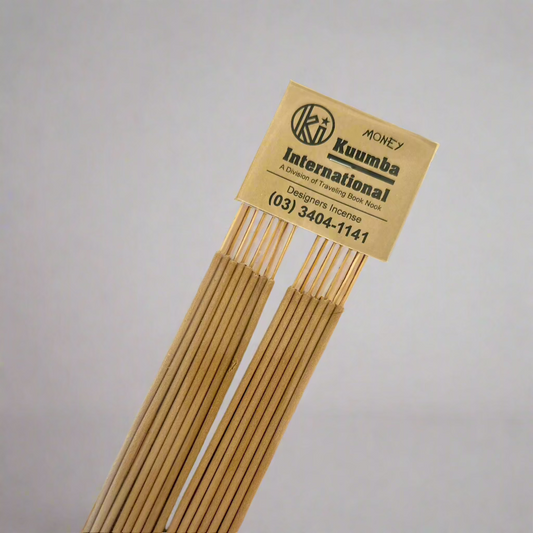 Ki
MONEY
Kuumba
International
A Division of Traveling Book Nook
Designers Incense
(03) 3404-1141